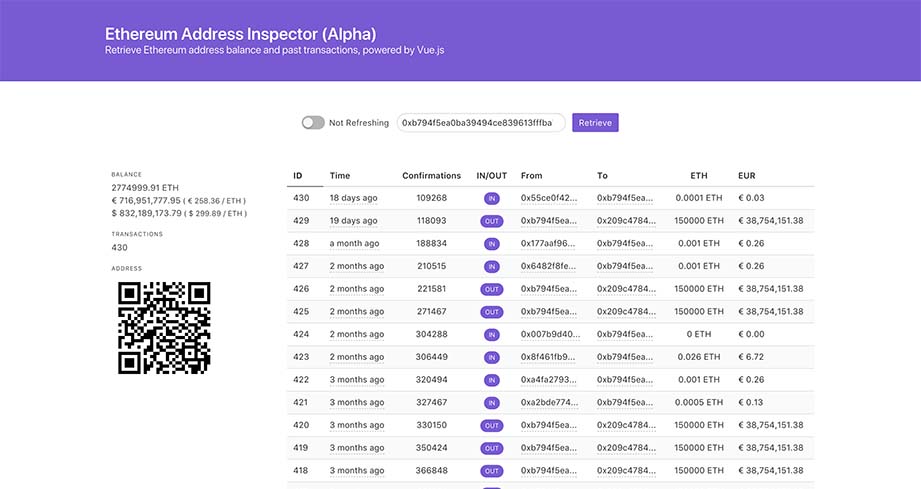 Ethereum Address Inspector (Alpha)
Retrieve Ethereum address balance and past transactions, powered by Vue.js
Not Refreshing 0xb794f5ea0ba39494ce839613fffba Retrieve
BALANCE
2774999.91 ETH
€ 716,951,777.95 ( € 258.36 / ETH )
$ 832,189,173.79 ( $ 299.89 / ETH )
TRANSACTIONS
430
ADDRESS
ID Time Confirmations IN/OUT From To ETH EUR
430 18 days ago 109268 IN 0x55ce0f42... 0xb794f5ea... 0.0001 ETH € 0.03
429 19 days ago 118093 OUT 0xb794f5ea... 0x209c4784... 150000 ETH € 38,754,151.38
428 a month ago 188834 IN 0x177aaf96... 0xb794f5ea... 0.001 ETH € 0.26
427 2 months ago 210515 IN 0x6482f8fe... 0xb794f5ea... 0.001 ETH € 0.26
426 2 months ago 221581 OUT 0xb794f5ea... 0x209c4784... 150000 ETH € 38,754,151.38
425 2 months ago 271467 OUT 0xb794f5ea... 0x209c4784... 150000 ETH € 38,754,151.38
424 2 months ago 304288 IN 0x007b9d40... 0xb794f5ea... 0 ETH € 0.00
423 2 months ago 306449 IN 0x8f461fb9... 0xb794f5ea... 0.026 ETH € 6.72
422 3 months ago 320494 IN 0xa4fa2793... 0xb794f5ea... 0.001 ETH € 0.26
421 3 months ago 327467 IN 0xa2bde774... 0xb794f5ea... 0.0005 ETH € 0.13
420 3 months ago 330150 OUT 0xb794f5ea... 0x209c4784... 150000 ETH € 38,754,151.38
419 3 months ago 350424 OUT 0xb794f5ea... 0x209c4784... 150000 ETH € 38,754,151.38
418 3 months ago 366848 OUT 0xb794f5ea... 0x209c4784... 150000 ETH € 38,754,151.38